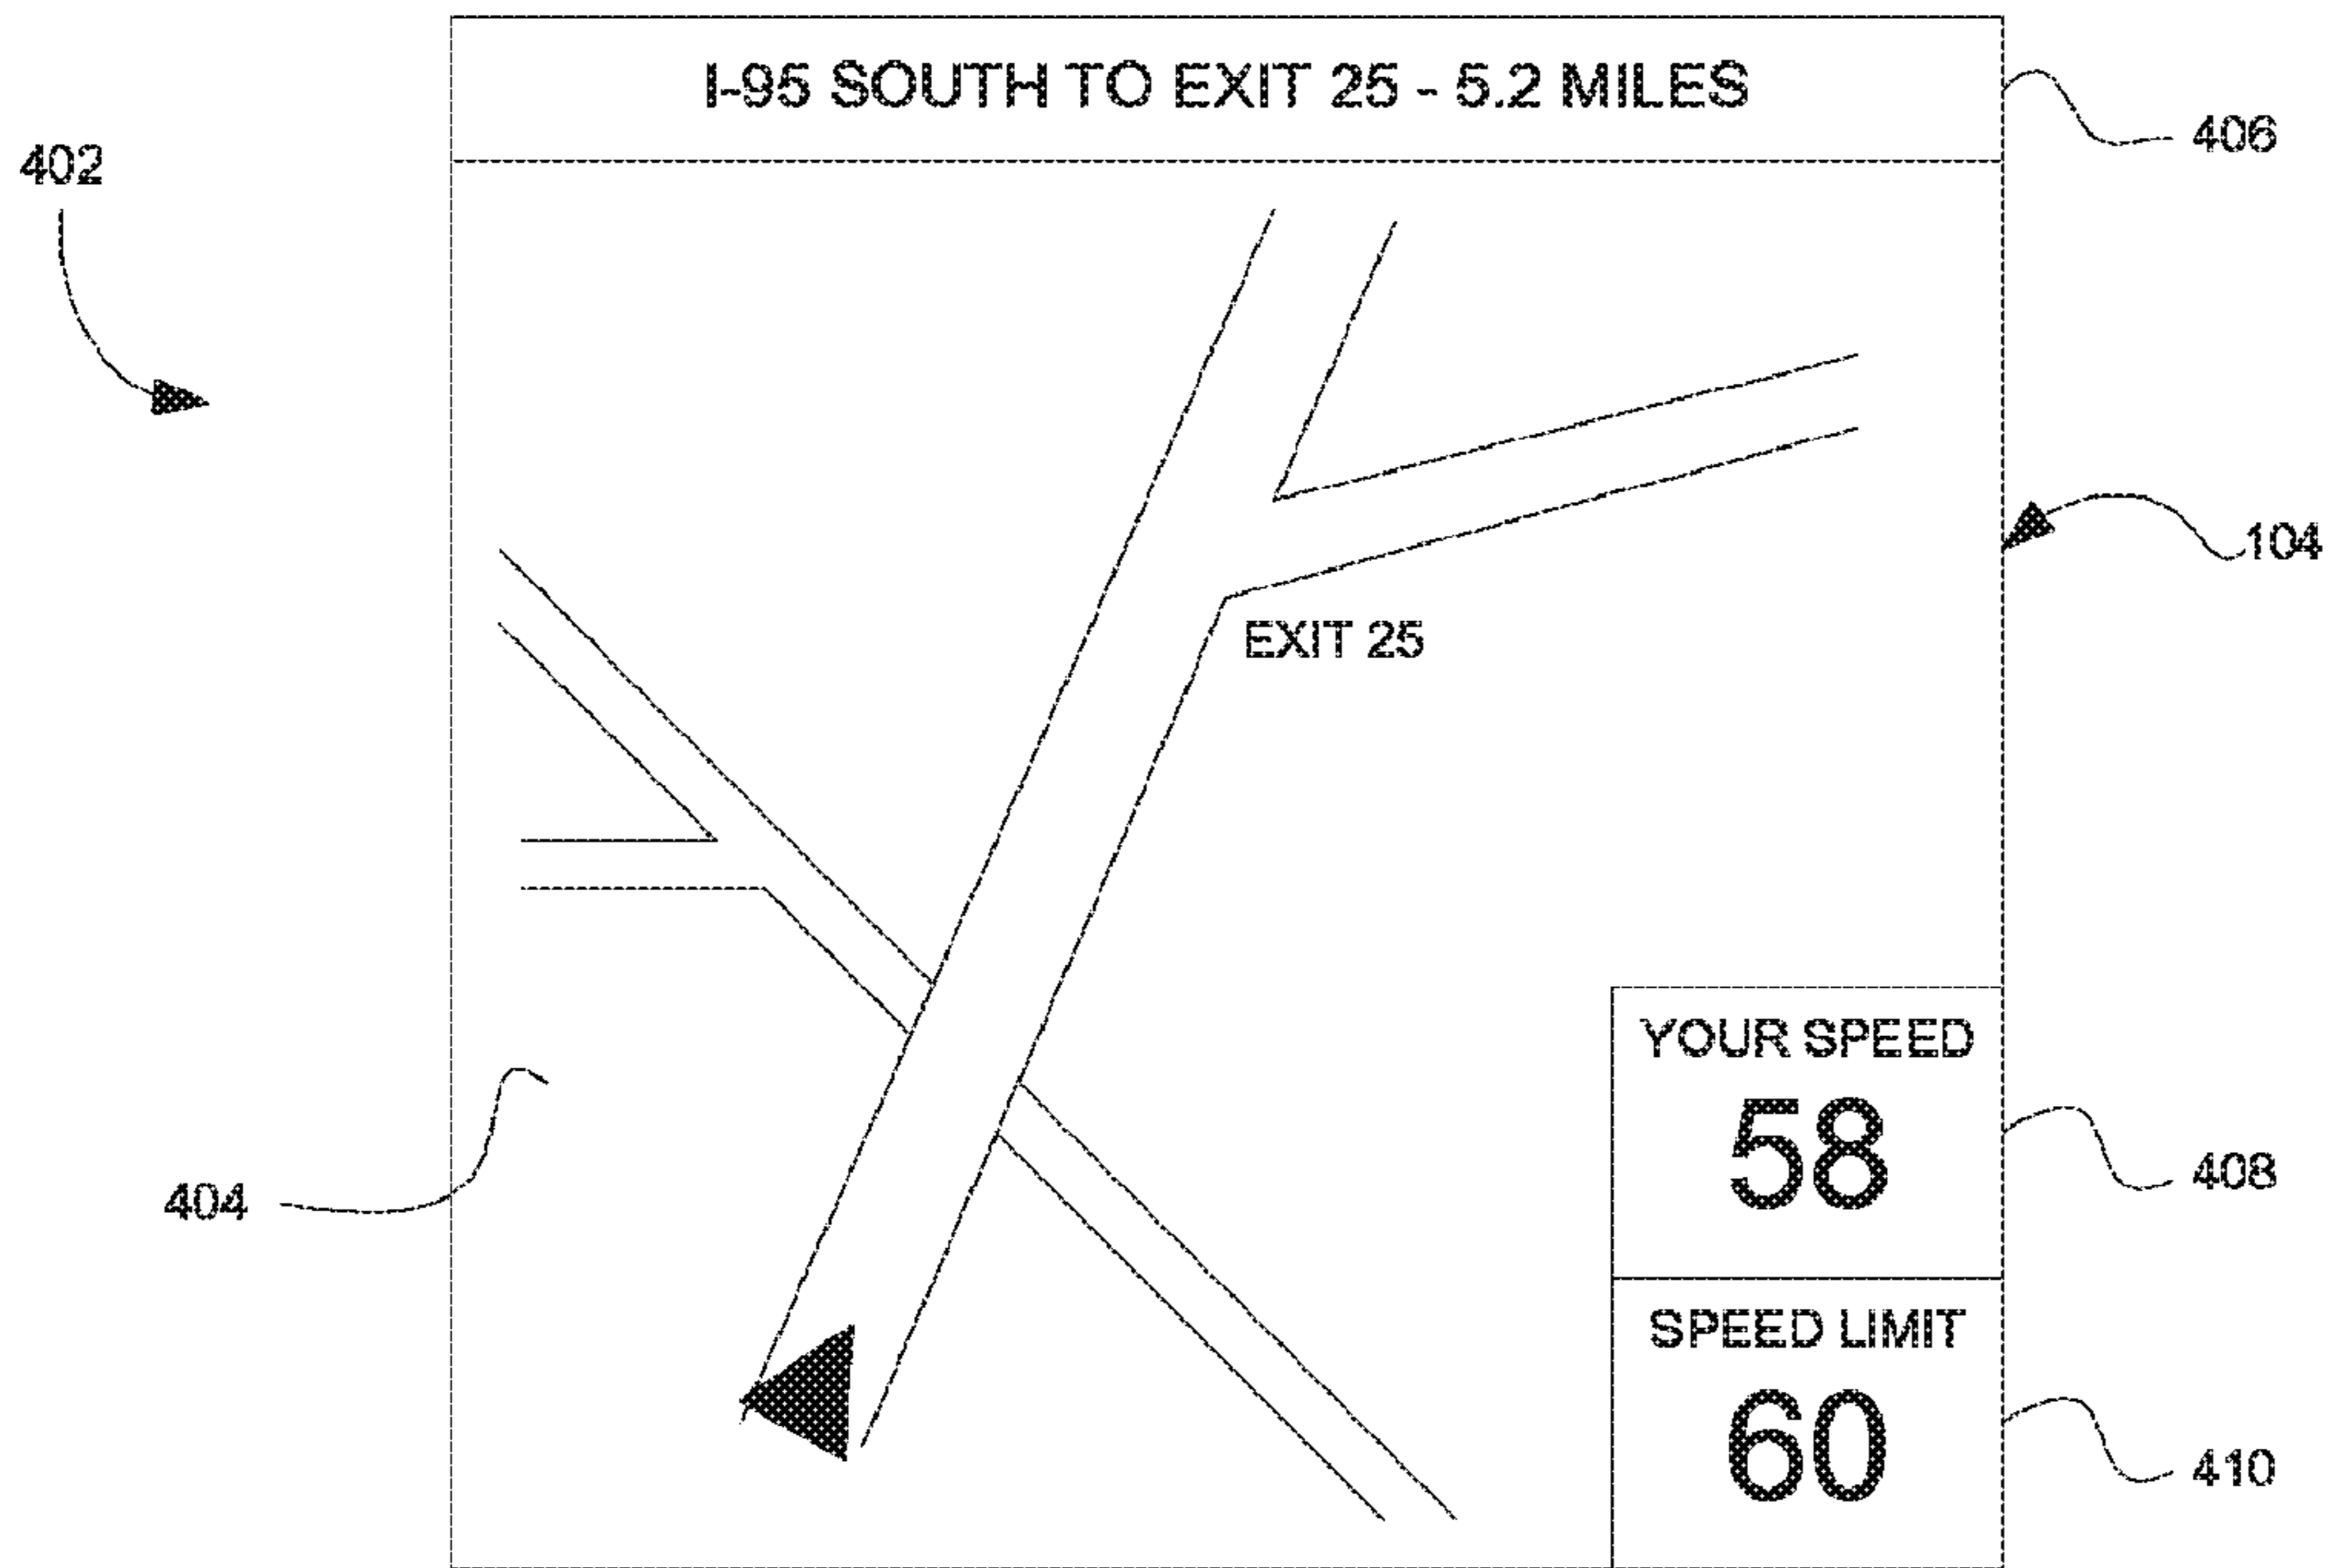 I-95 SOUTH TO EXIT 25 - 5.2 MILES
406
402
104
EXIT 25
YOUR SPEED
58
408
404
SPEED LIMIT
60
410